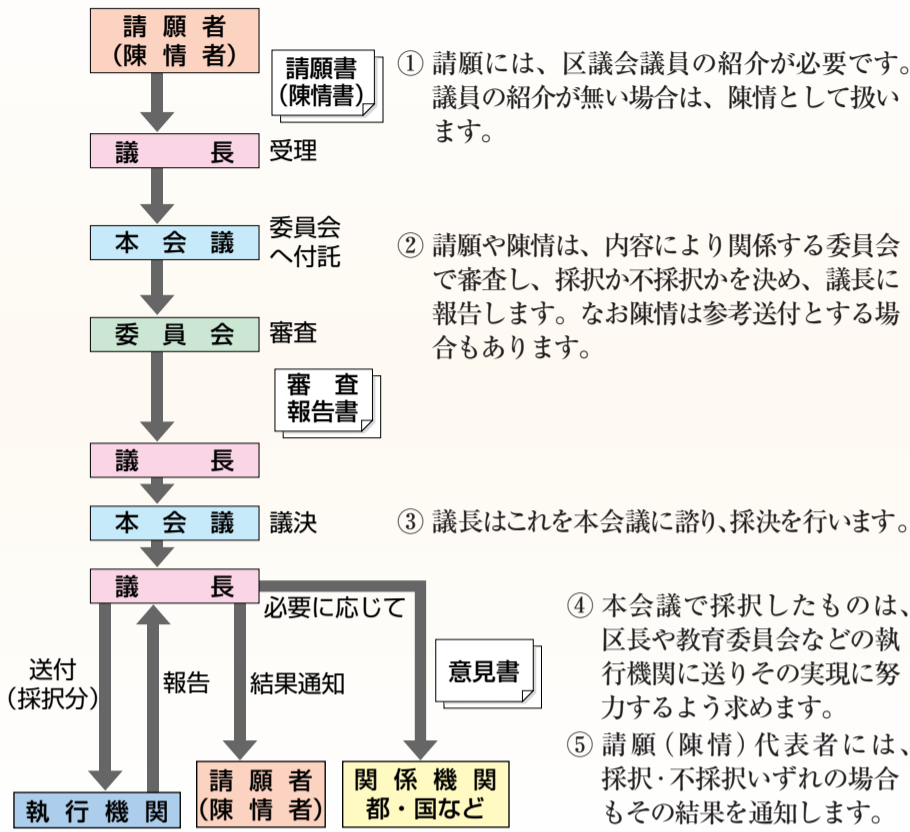 請願者
(陳情者)
請願書
(陳情書)
① 請願には、区議会議員の紹介が必要です。
議員の紹介が無い場合は、陳情として扱い
ます。
議長
受理
本会議
委員会
へ付託
② 請願や陳情は、内容により関係する委員会
で審査し、採択か不採択かを決め、議長に
報告します。なお陳情は参考送付とする場
合もあります。
委員会
審査
審査
報告書
議長
本会議
議決
③ 議長はこれを本会議に諮り、採決を行います。
議長
必要に応じて
送付
(採択分)
報告
結果通知
意見書
④ 本会議で採択したものは、
区長や教育委員会などの執
行機関に送りその実現に努
力するよう求めます。
⑤ 請願(陳情)代表者には、
採択・不採択いずれの場合
もその結果を通知します。
執行機関
請願者
(陳情者)
関係機関
都・国など